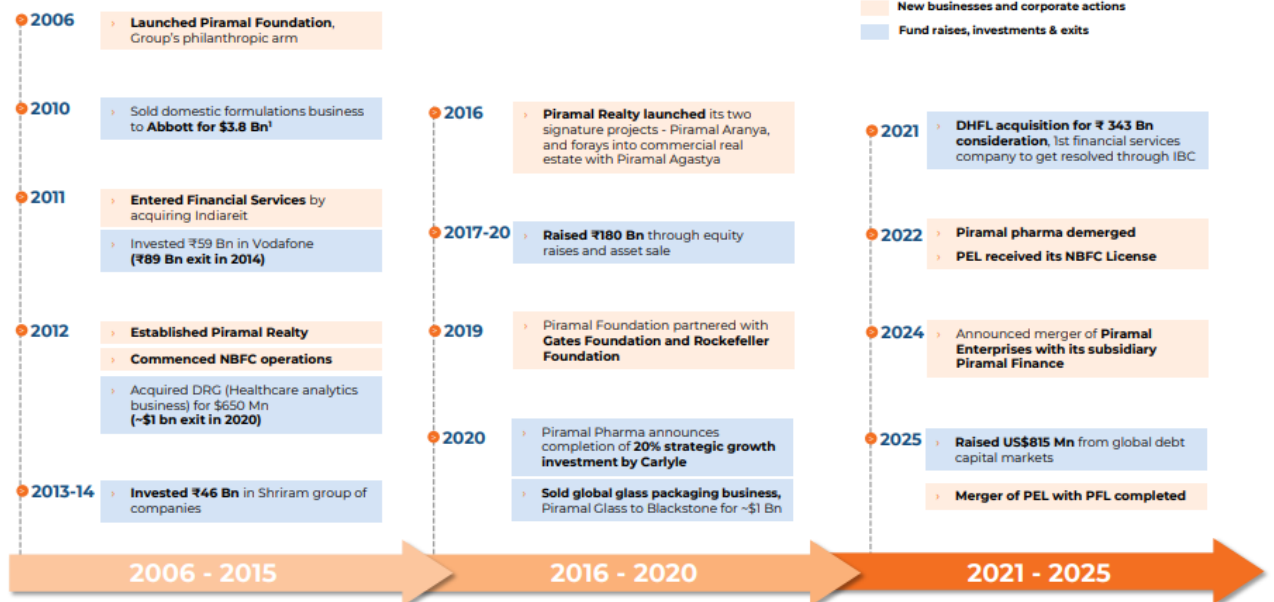 New businesses and corporate actions
Fund raises, investments & exits
2006
› Launched Piramal Foundation,
Group's philanthropic arm
2010
› Sold domestic formulations business
to Abbott for $3.8 Bn¹
2011
› Entered Financial Services by
acquiring Indiareit
› Invested ₹59 Bn in Vodafone
(₹89 Bn exit in 2014)
2012
› Established Piramal Realty
› Commenced NBFC operations
› Acquired DRG (Healthcare analytics
business) for $650 Mn
(~$1 bn exit in 2020)
2013-14
› Invested ₹46 Bn in Shriram group of
companies
2006 - 2015
2016
› Piramal Realty launched its two
signature projects - Piramal Aranya,
and forays into commercial real
estate with Piramal Agastya
2017-20
› Raised ₹180 Bn through equity
raises and asset sale
2019
› Piramal Foundation partnered with
Gates Foundation and Rockefeller
Foundation
2020
› Piramal Pharma announces
completion of 20% strategic growth
investment by Carlyle
› Sold global glass packaging business,
Piramal Glass to Blackstone for ~$1 Bn
2016 - 2020
2021
› DHFL acquisition for ₹ 343 Bn
consideration, 1st financial services
company to get resolved through IBC
2022
› Piramal pharma demerged
› PEL received its NBFC License
2024
› Announced merger of Piramal
Enterprises with its subsidiary
Piramal Finance
2025
› Raised US$815 Mn from global debt
capital markets
› Merger of PEL with PFL completed
2021 - 2025